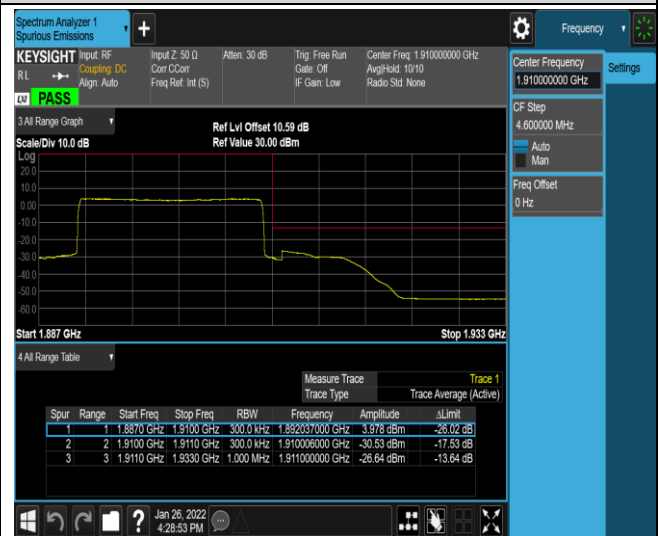 Spectrum Analyzer 1
Spurious Emissions
Frequency
KEYSIGHT Input: RF Input Z: 50 Ω Atten: 30 dB Trig: Free Run Center Freq: 1.910000000 GHz
RL Coupling: DC Corr CCorr Gate: Off Avg|Hold: 10/10
Align: Auto Freq Ref: Int (S) IF Gain: Low Radio Std: None
LXI PASS
Center Frequency
1.910000000 GHz
Settings
CF Step
4.600000 MHz
Auto
Man
Freq Offset
0 Hz
3 All Range Graph
Ref Lvl Offset 10.59 dB
Scale/Div 10.0 dB Ref Value 30.00 dBm
Log
20.0
10.0
0.00
-10.0
-20.0
-30.0
-40.0
-50.0
-60.0
Start 1.887 GHz Stop 1.933 GHz
4 All Range Table
Measure Trace Trace 1
Trace Type Trace Average (Active)
Spur Range Start Freq Stop Freq RBW Frequency Amplitude ΔLimit
1 1 1.8870 GHz 1.9100 GHz 300.0 kHz 1.892037000 GHz 3.978 dBm -26.02 dB
2 2 1.9100 GHz 1.9110 GHz 300.0 kHz 1.910006000 GHz -30.53 dBm -17.53 dB
3 3 1.9110 GHz 1.9330 GHz 1.000 MHz 1.911000000 GHz -26.64 dBm -13.64 dB
Jan 26, 2022
4:28:53 PM